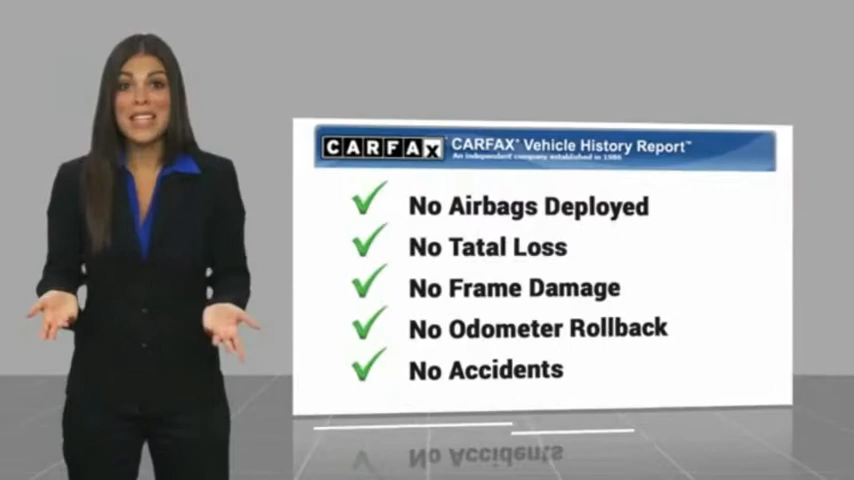 CARFAX CARFAX® Vehicle History Report™
An independent company established in 1986
No Airbags Deployed
No Tatal Loss
No Frame Damage
No Odometer Rollback
No Accidents
No Accidents